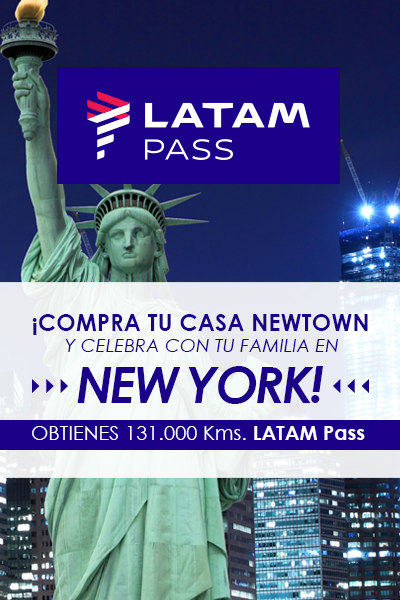 LATAM
PASS
¡COMPRA TU CASA NEWTOWN
Y CELEBRA CON TU FAMILIA EN
NEW YORK!
OBTIENES 131.000 Kms. LATAM Pass